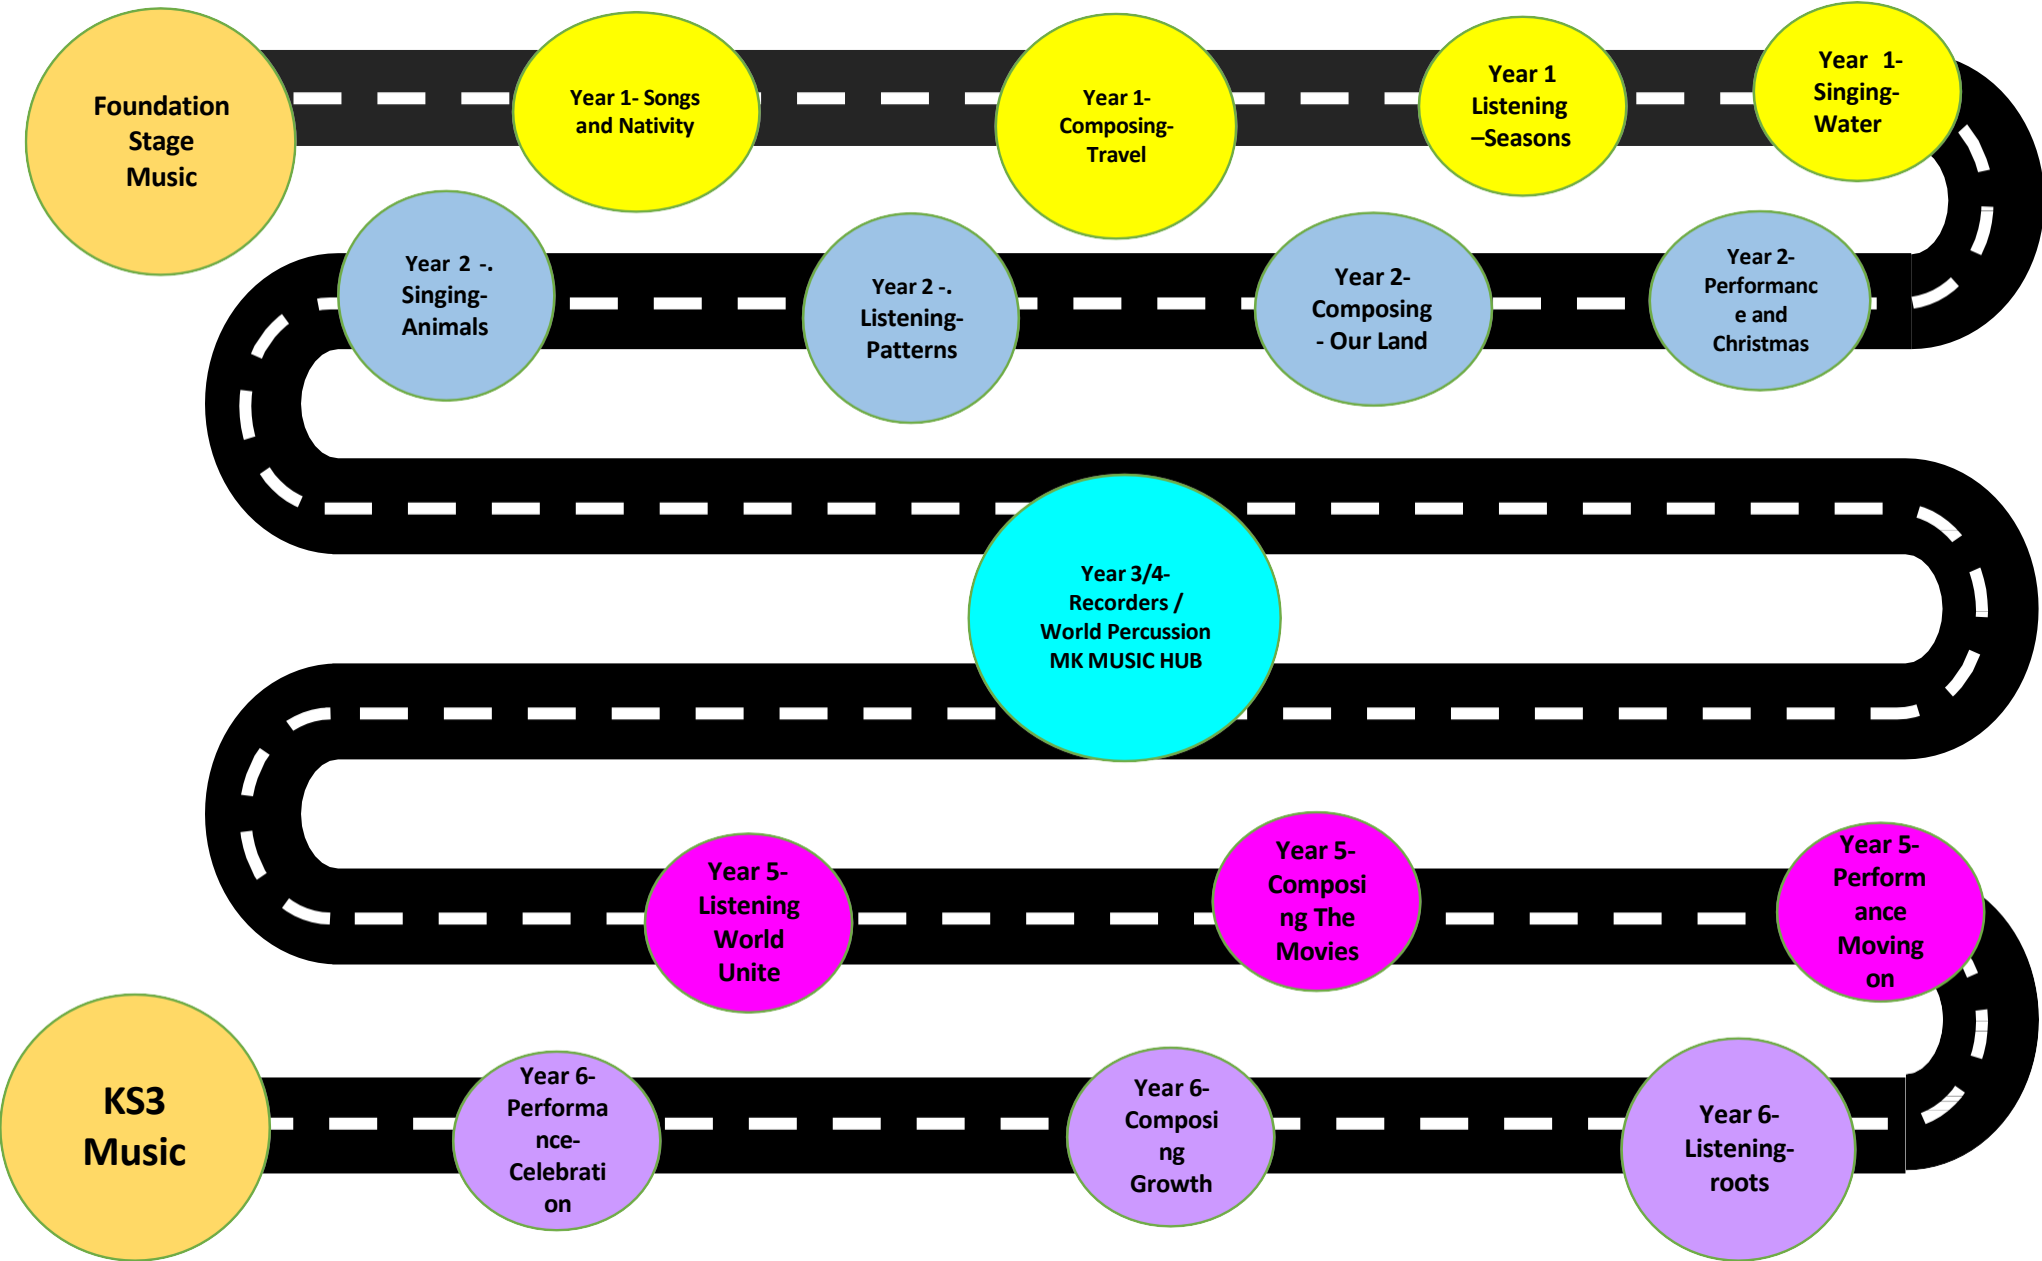 Foundation
Stage
Music
Year 1- Songs
and Nativity
Year 1-
Composing-
Travel
Year 1
Listening
–Seasons
Year 1-
Singing-
Water
Year 2 -.
Singing-
Animals
Year 2 -.
Listening-
Patterns
Year 2-
Composing
- Our Land
Year 2-
Performanc
e and
Christmas
Year 3/4-
Recorders /
World Percussion
MK MUSIC HUB
Year 5-
Listening
World
Unite
Year 5-
Composi
ng The
Movies
Year 5-
Perform
ance
Moving
on
KS3
Music
Year 6-
Performa
nce-
Celebrati
on
Year 6-
Composi
ng
Growth
Year 6-
Listening-
roots